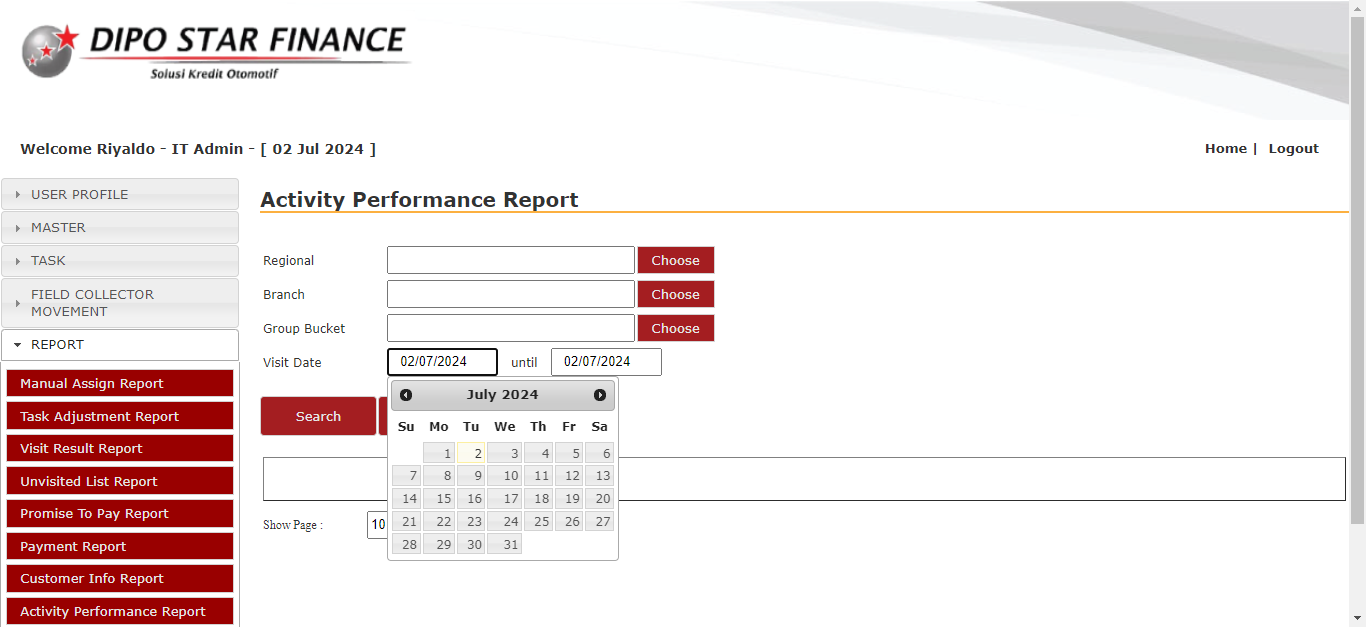 DIPO STAR FINANCE
Solusi Kredit Otomotif
Welcome Riyaldo - IT Admin - [ 02 Jul 2024 ]
Home | Logout
USER PROFILE
MASTER
TASK
FIELD COLLECTOR
MOVEMENT
REPORT
Manual Assign Report
Task Adjustment Report
Visit Result Report
Unvisited List Report
Promise To Pay Report
Payment Report
Customer Info Report
Activity Performance Report
Activity Performance Report
Regional Choose
Branch Choose
Group Bucket Choose
Visit Date 02/07/2024 until 02/07/2024
Search
July 2024
Su Mo Tu We Th Fr Sa
1 2 3 4 5 6
7 8 9 10 11 12 13
14 15 16 17 18 19 20
21 22 23 24 25 26 27
28 29 30 31
Show Page : 10